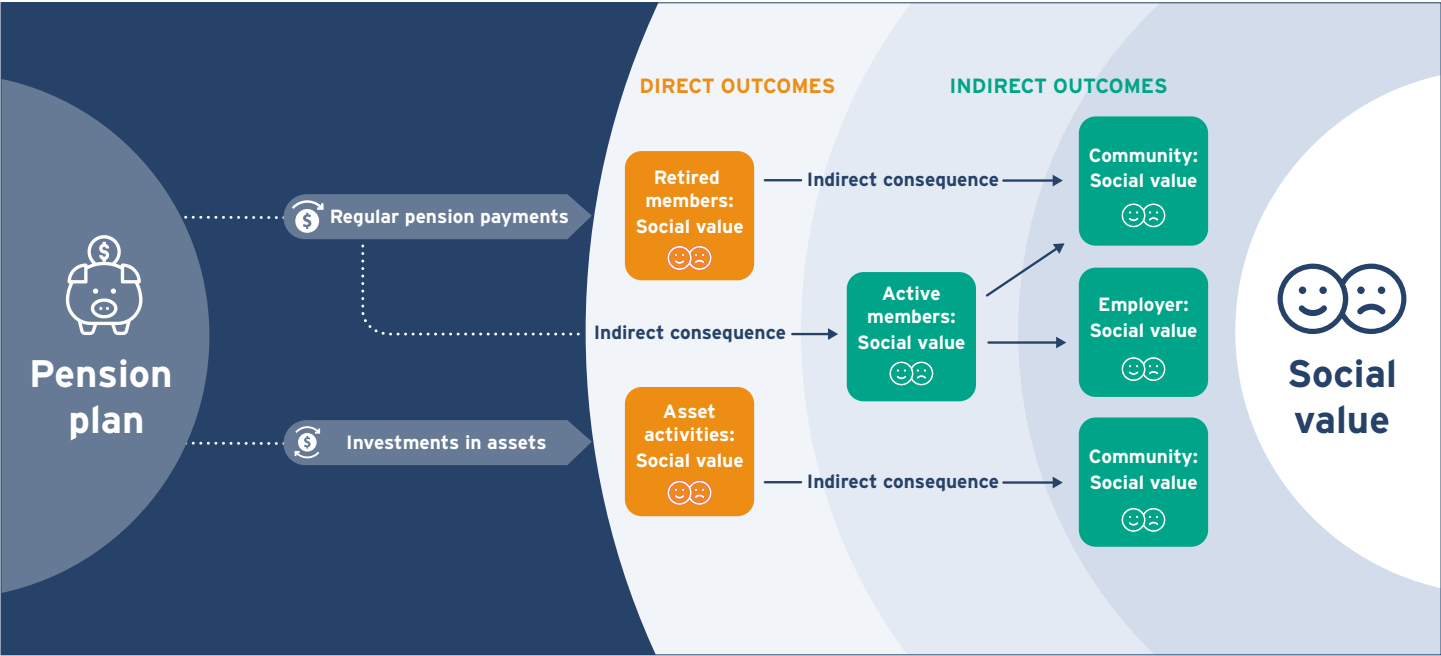 Pension
plan
Regular pension payments
Investments in assets
DIRECT OUTCOMES
INDIRECT OUTCOMES
Retired
members:
Social value
Indirect consequence
Community:
Social value
Indirect consequence
Active
members:
Social value
Employer:
Social value
Asset
activities:
Social value
Indirect consequence
Community:
Social value
Social
value